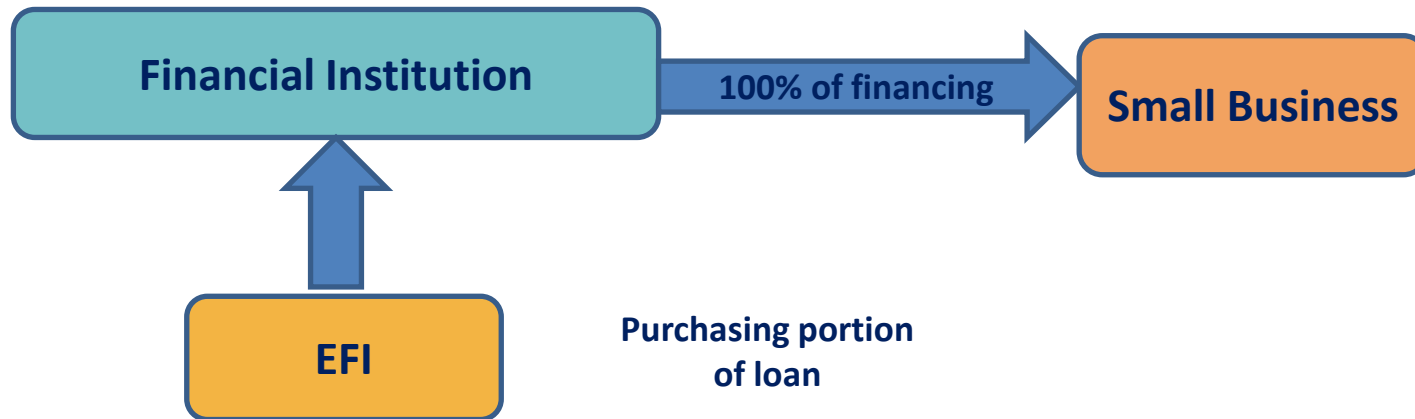 Financial Institution
100% of financing
Small Business
EFI
Purchasing portion
of loan